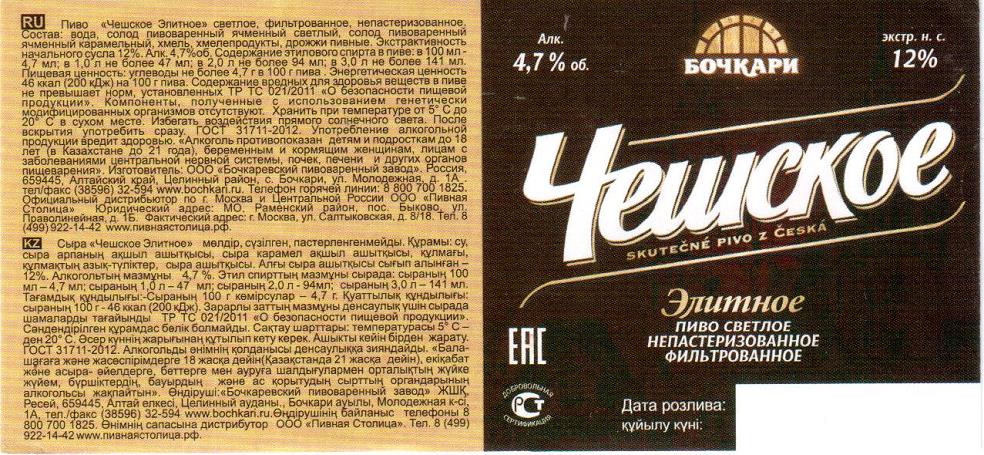 RU Пиво «Чешское Элитное» светлое, фильтрованное, непастеризованное.
Состав: вода, солод пивоваренный ячменный светлый, солод пивоваренный
ячменный карамельный, хмель, хмелепродукты, дрожжи пивные. Экстрактивность
начального сусла 12%. Алк. 4,7%об. Содержание этилового спирта в пиве: в 100 мл -
4,7 мл; в 1,0 л не более 47 мл; в 2,0 л не более 94 мл; в 3,0 л не более 141 мл.
Пищевая ценность: углеводы не более 4,7 г в 100 г пива. Энергетическая ценность
46 ккал (200 кДж) на 100 г пива. Содержание вредных для здоровья веществ в пиве
не превышает норм, установленных ТР ТС 021/2011 «О безопасности пищевой
продукции». Компоненты, полученные с использованием генетически
модифицированных организмов отсутствуют. Хранить при температуре от 5° С до
20° С в сухом месте. Избегать воздействия прямого солнечного света. После
вскрытия употребить сразу. ГОСТ 31711-2012. Употребление алкогольной
продукции вредит здоровью. «Алкоголь противопоказан детям и подросткам до 18
лет (в Казахстане до 21 года), беременным и кормящим женщинам, лицам с
заболеваниями центральной нервной системы, почек, печени и других органов
пищеварения». Изготовитель: ООО «Бочкаревский пивоваренный завод». Россия,
659445, Алтайский край, Целинный район, с. Бочкари, ул. Молодежная, д. 1А ,
тел/факс (38596) 32-594 www.bochkari.ru. Телефон горячей линии: 8 800 700 1825.
Официальный дистрибьютор по г. Москва и Центральной России ООО «Пивная
Столица» Юридический адрес: МО, Раменский район, пос. Быково, ул.
Праволинейная, д. 1Б. Фактический адрес: г. Москва, ул. Салтыковская, д. 8/18. Тел. 8
(499)922-14-42 www.пивнаястолица.рф.
KZ Сыра «Чешское Элитное» мөлдір, сүзілген, пастерленгенмейды. Құрамы: су,
сыра арпаның ақшыл ашытқысы, сыра карамел ақшыл ашытқысы, құлмағы,
құлмақтың азық-түліктер, сыра ашытқысы. Алғы сыра ашытқысы сығып алынған –
12%. Алкогольтың мазмұны 4,7 %. Этил спирттың мазмұны сырада: сыраның 100
мл – 4,7 мл; сыраның 1,0 л – 47 мл; сыраның 2,0 л - 94мл; сыраның 3,0 л – 141 мл.
Тағамдық құндылығы:-Сыраның 100 г көмірсулар – 4,7 г. Қуаттылық құндылығы:
сыраның 100 г - 46 ккал (200 кДж). Зарарлы заттың мазмұны денсаулық үшін сырада
шамаларды тағайынды ТР ТС 021/2011 «О безопасности пищевой продукции».
Сәндендірілген құрамдас бөлік болмайды. Сақтау шарттары: температурасы 5° С –
ден 20° С. Әсер күннің жарығынан құтылып кету керек. Ашықты кейін бірден жарату.
ГОСТ 31711-2012. Алкогольды өнімнің қолданысы денсаулыққа зияндайды. «Бала-
шағаға және жасөспірімдерге 18 жасқа дейін(Қазақстанда 21 жасқа дейін), екіқабат
және асыра- әйелдерге, беттерге мен ауруға шалдығулармен орталықтың жүйке
жүйем, бүршіктердің, бауырдың және ас қорытудың сырттың органдарының
алкогольсы жақпайтын». Өндіруші:«Бочкаревский пивоваренный завод» ЖШҚ,
Ресей, 659445, Алтай елкесі, Целинный ауданы , Бочкари ауылы, Молодежная к-сі,
1А, тел./факс (38596) 32-594 www.bochkari.ru.Өңдірушінің байланыс телефоны 8
800 700 1825. Өнімнің сапасына дистрибутор ООО «Пивная Столица». Тел. 8 (499)
922-14-42 www.пивнаястолица.рф.
Алк.
4,7 % об.
БОЧКАРИ
экстр. н. с.
12%
Чешское
SKUTEČNÉ PIVO Z ČESKÁ
Элитное
ПИВО СВЕТЛОЕ
НЕПАСТЕРИЗОВАННОЕ
ФИЛЬТРОВАННОЕ
EAC
ДОБРОВОЛЬНАЯ
РСТ
СЕРТИФИКАЦИЯ
Дата розлива:
құйылу күні: